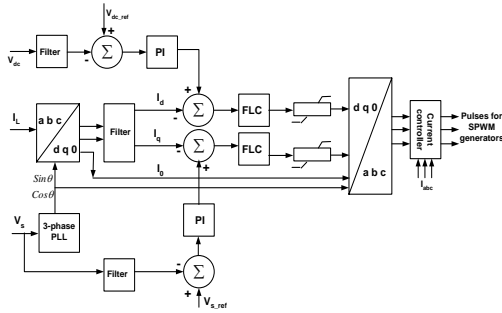 V_dc_ref
V_dc
Filter
-
+
Σ
PI
I_L
a b c
d q 0
Filter
I_d
I_q
I_0
+
-
Σ
-
+
Σ
FLC
FLC
d q 0
a b c
Current
controller
I_abc
Pulses for
SPWM
generators
Sinθ
Cosθ
V_s
3-phase
PLL
Filter
PI
-
+
Σ
V_s_ref